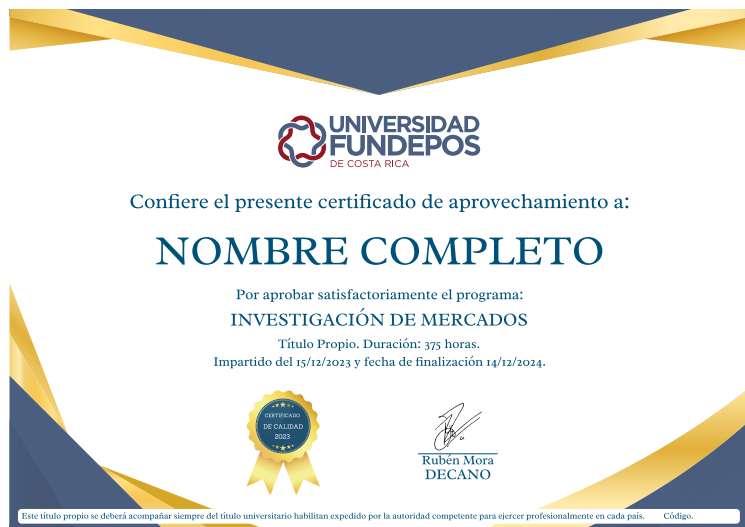 UNIVERSIDAD
FUNDEPOS
DE COSTA RICA
Confiere el presente certificado de aprovechamiento a:
NOMBRE COMPLETO
Por aprobar satisfactoriamente el programa:
INVESTIGACIÓN DE MERCADOS
Título Propio. Duración: 375 horas.
Impartido del 15/12/2023 y fecha de finalización 14/12/2024.
CERTIFICADO
DE CALIDAD
2023
Rubén Mora
DECANO
Este título propio se deberá acompañar siempre del título universitario habilitan expedido por la autoridad competente para ejercer profesionalmente en cada país. Código.